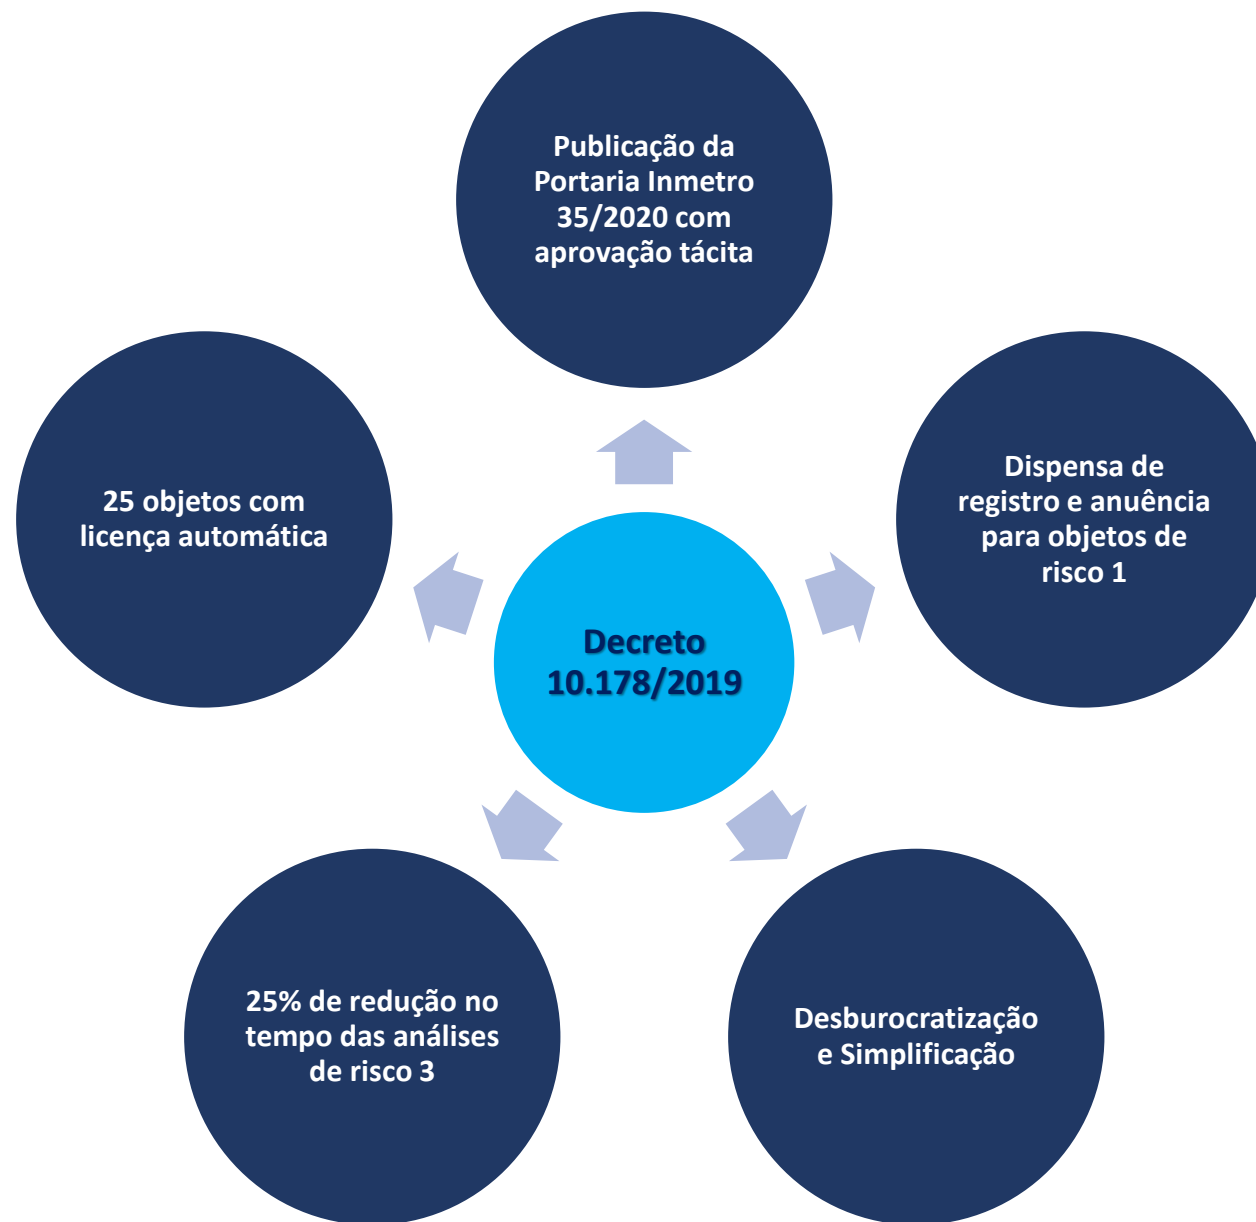 Publicação da
Portaria Inmetro
35/2020 com
aprovação tácita
25 objetos com
licença automática
Dispensa de
registro e anuência
para objetos de
risco 1
Decreto
10.178/2019
25% de redução no
tempo das análises
de risco 3
Desburocratização
e Simplificação